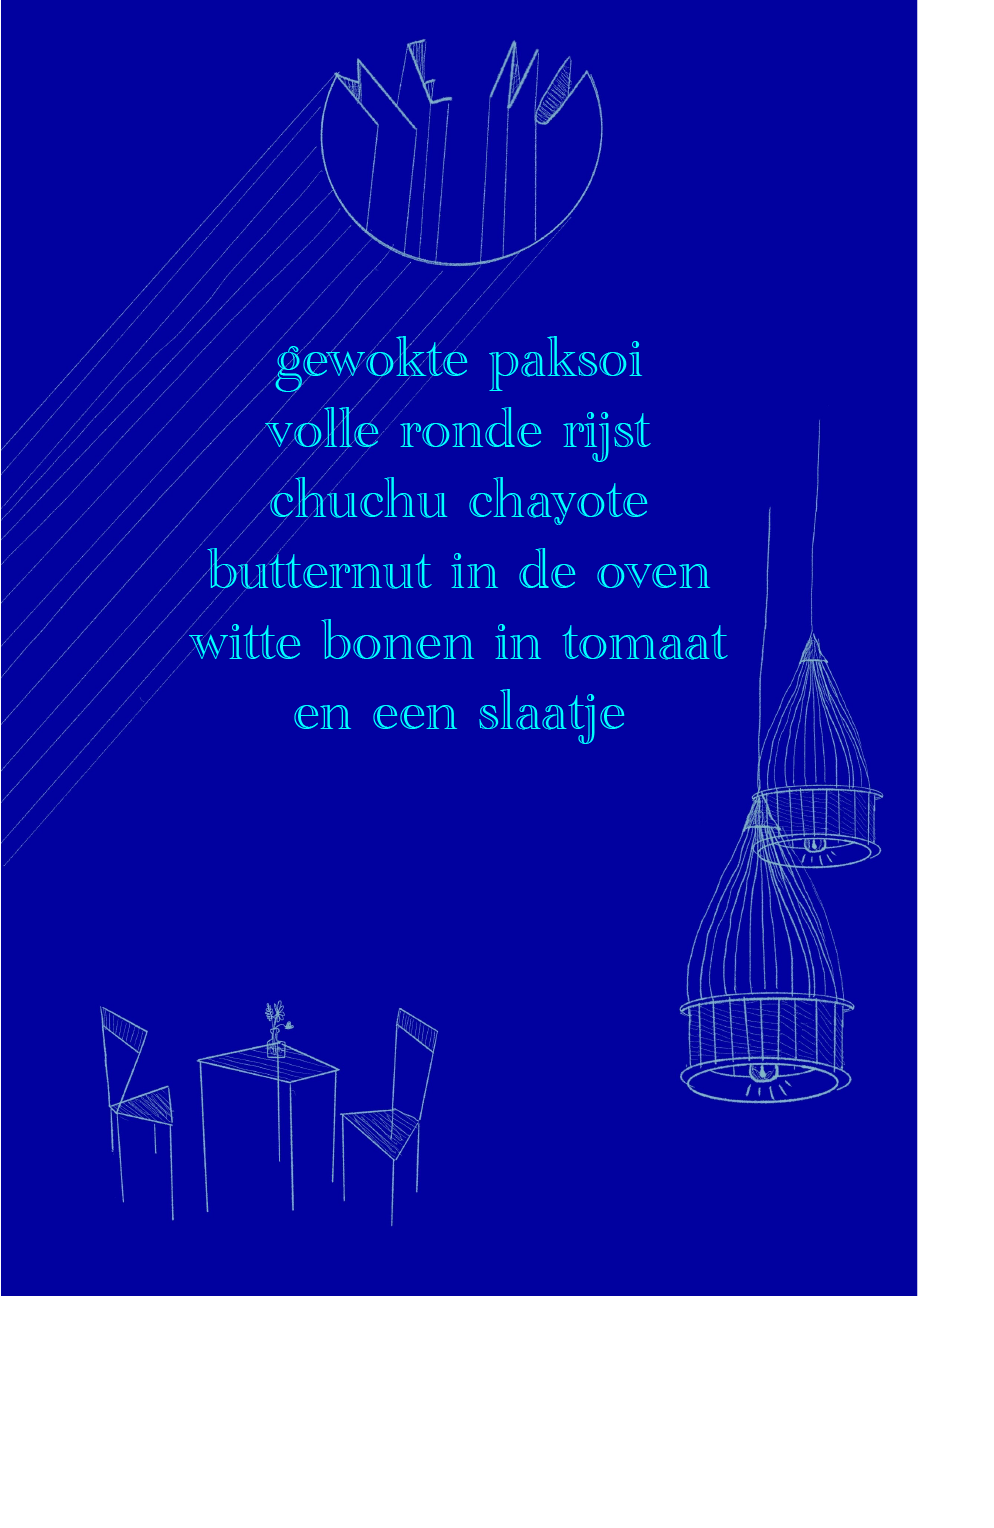 gewokte paksoi
volle ronde rijst
chuchu chayote
butternut in de oven
witte bonen in tomaat
en een slaatje